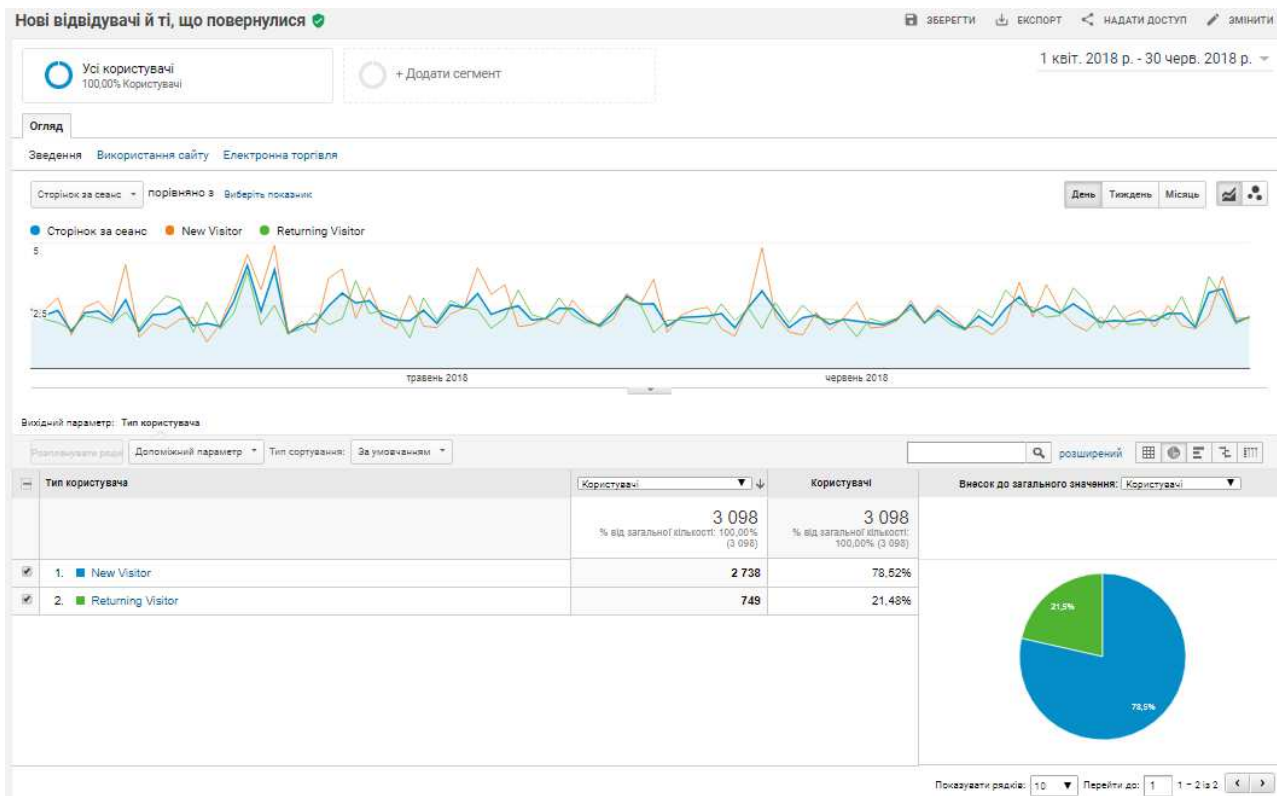 Нові відвідувачі й ті, що повернулися
ЗБЕРЕГТИ ЕКСПОРТ НАДАТИ ДОСТУП ЗМІНИТИ
Усі користувачі
100,00% Користувачі
+ Додати сегмент
1 квіт. 2018 р. - 30 черв. 2018 р.
Огляд
Зведення Використання сайту Електронна торгівля
Сторінок за сеанс порівняно з Виберіть показник
День Тиждень Місяць
Сторінок за сеанс New Visitor Returning Visitor
5
2.5
травень 2018 червень 2018
Вихідний параметр: Тип користувача
Допоміжний параметр Тип сортування: За умовчанням
розширений
Тип користувача Користувачі Користувачі Внесок до загального значення: Користувачі
3 098 3 098
% від загальної кількості: 100,00% (3 098)
% від загальної кількості: 100,00% (3 098)
1. New Visitor 2 738 78,52%
2. Returning Visitor 749 21,48%
21,5%
78,5%
Показувати рядків: 10 Перейти до: 1 1 – 2 із 2